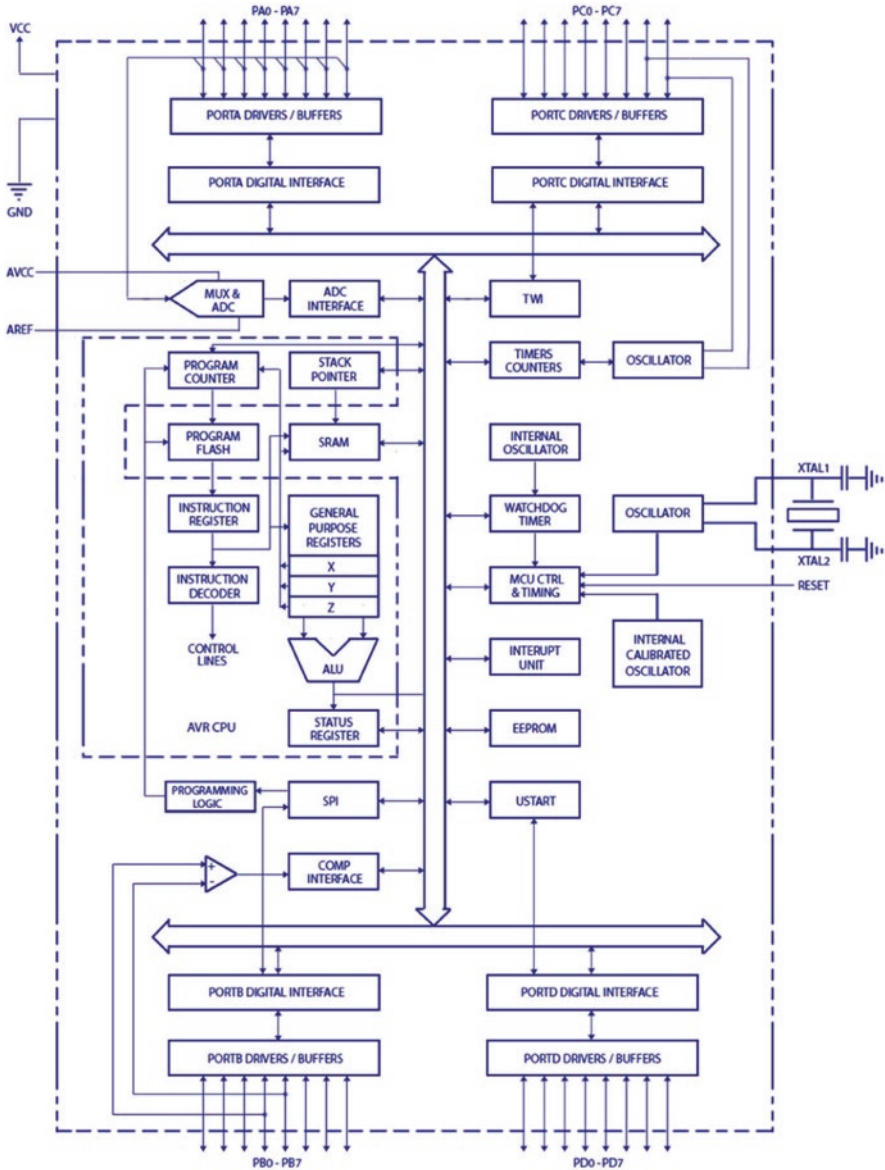 PA0 - PA7
PC0 - PC7
VCC
PORTA DRIVERS / BUFFERS
PORTC DRIVERS / BUFFERS
PORTA DIGITAL INTERFACE
PORTC DIGITAL INTERFACE
GND
AVCC
MUX &
ADC
ADC
INTERFACE
TWI
AREF
PROGRAM
COUNTER
STACK
POINTER
TIMERS
COUNTERS
OSCILLATOR
PROGRAM
FLASH
SRAM
INTERNAL
OSCILLATOR
XTAL1
INSTRUCTION
REGISTER
GENERAL
PURPOSE
REGISTERS
WATCHDOG
TIMER
OSCILLATOR
XTAL2
INSTRUCTION
DECODER
X
Y
Z
MCU CTRL
& TIMING
RESET
CONTROL
LINES
ALU
INTERUPT
UNIT
INTERNAL
CALIBRATED
OSCILLATOR
AVR CPU
STATUS
REGISTER
EEPROM
PROGRAMMING
LOGIC
SPI
USTART
+
-
COMP
INTERFACE
PORTB DIGITAL INTERFACE
PORTD DIGITAL INTERFACE
PORTB DRIVERS / BUFFERS
PORTD DRIVERS / BUFFERS
PB0 - PB7
PD0 - PD7